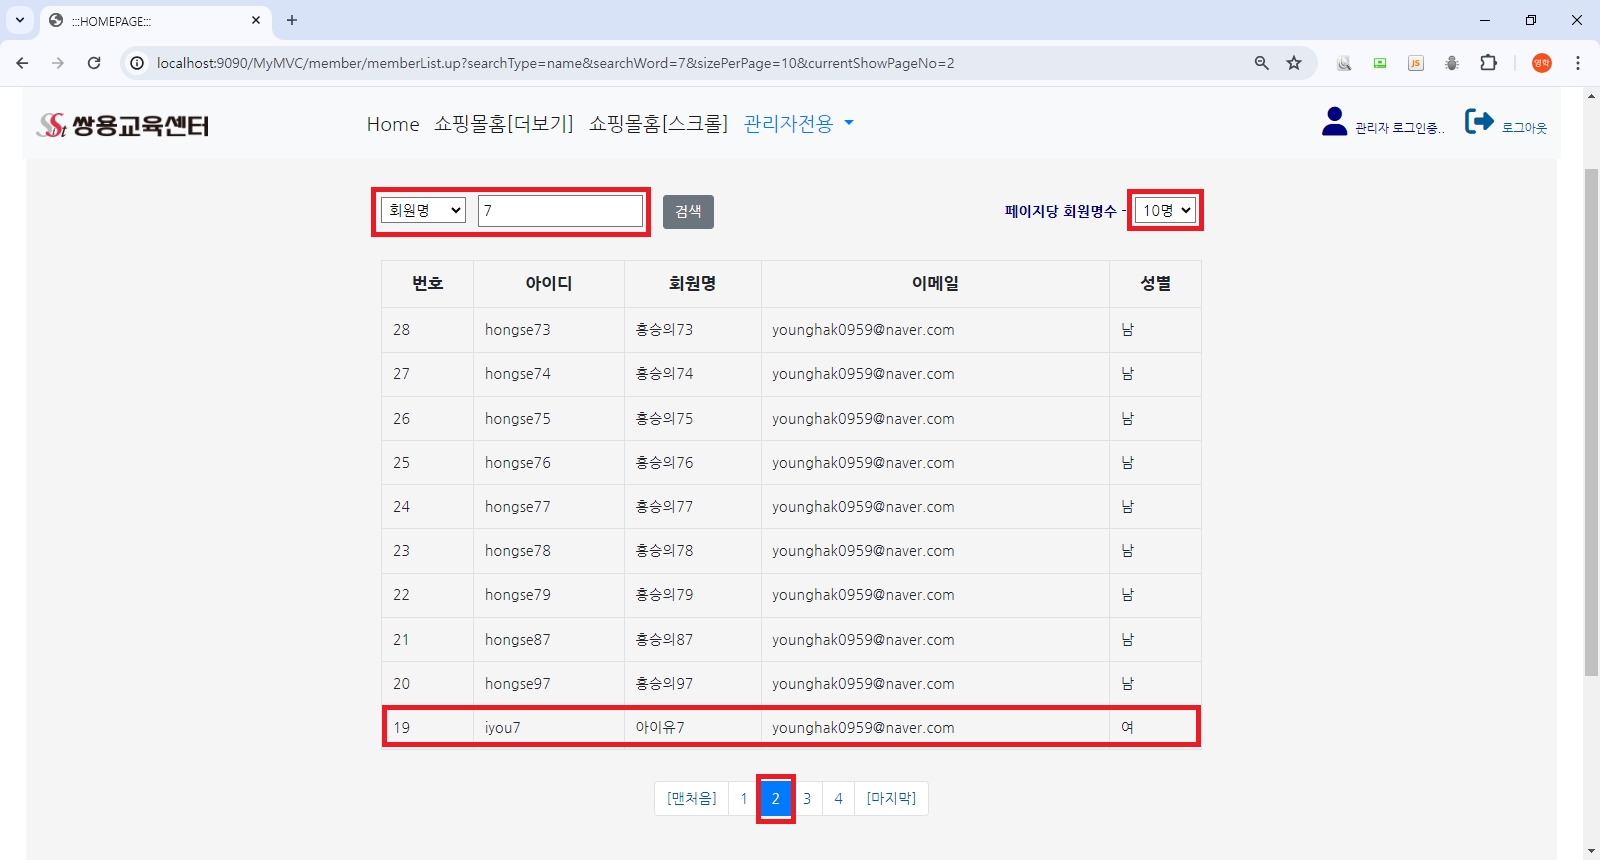 :::HOMEPAGE:::
localhost:9090/MyMVC/member/memberList.up?searchType=name&searchWord=7&sizePerPage=10&currentShowPageNo=2
JS
영학
Sist 쌍용교육센터
Home 쇼핑몰홈[더보기] 쇼핑몰홈[스크롤] 관리자전용
관리자 로그인중.. 로그아웃
회원명 7 검색 페이지당 회원명수 - 10명
번호 아이디 회원명 이메일 성별
28 hongse73 홍승의73 younghak0959@naver.com 남
27 hongse74 홍승의74 younghak0959@naver.com 남
26 hongse75 홍승의75 younghak0959@naver.com 남
25 hongse76 홍승의76 younghak0959@naver.com 남
24 hongse77 홍승의77 younghak0959@naver.com 남
23 hongse78 홍승의78 younghak0959@naver.com 남
22 hongse79 홍승의79 younghak0959@naver.com 남
21 hongse87 홍승의87 younghak0959@naver.com 남
20 hongse97 홍승의97 younghak0959@naver.com 남
19 iyou7 아이유7 younghak0959@naver.com 여
[맨처음] 1 2 3 4 [마지막]